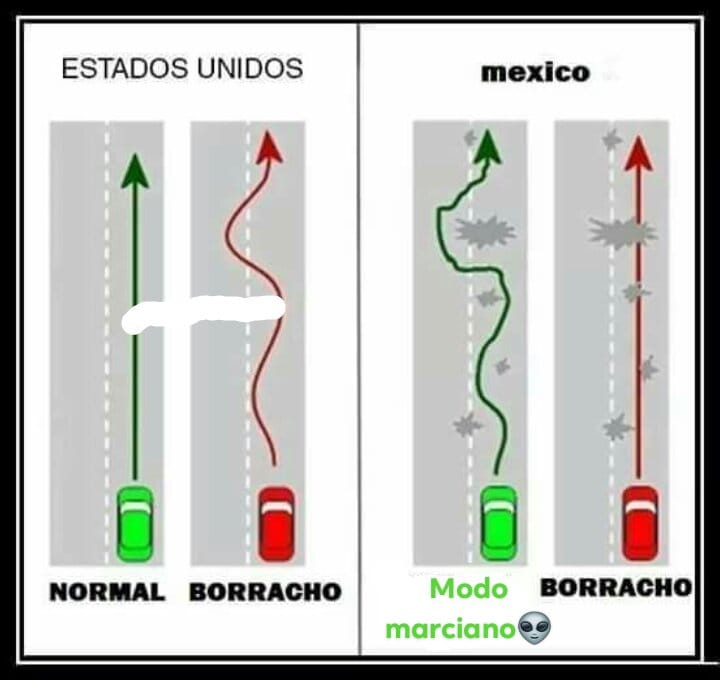 ESTADOS UNIDOS
NORMAL
BORRACHO
mexico
Modo
marciano👽
BORRACHO